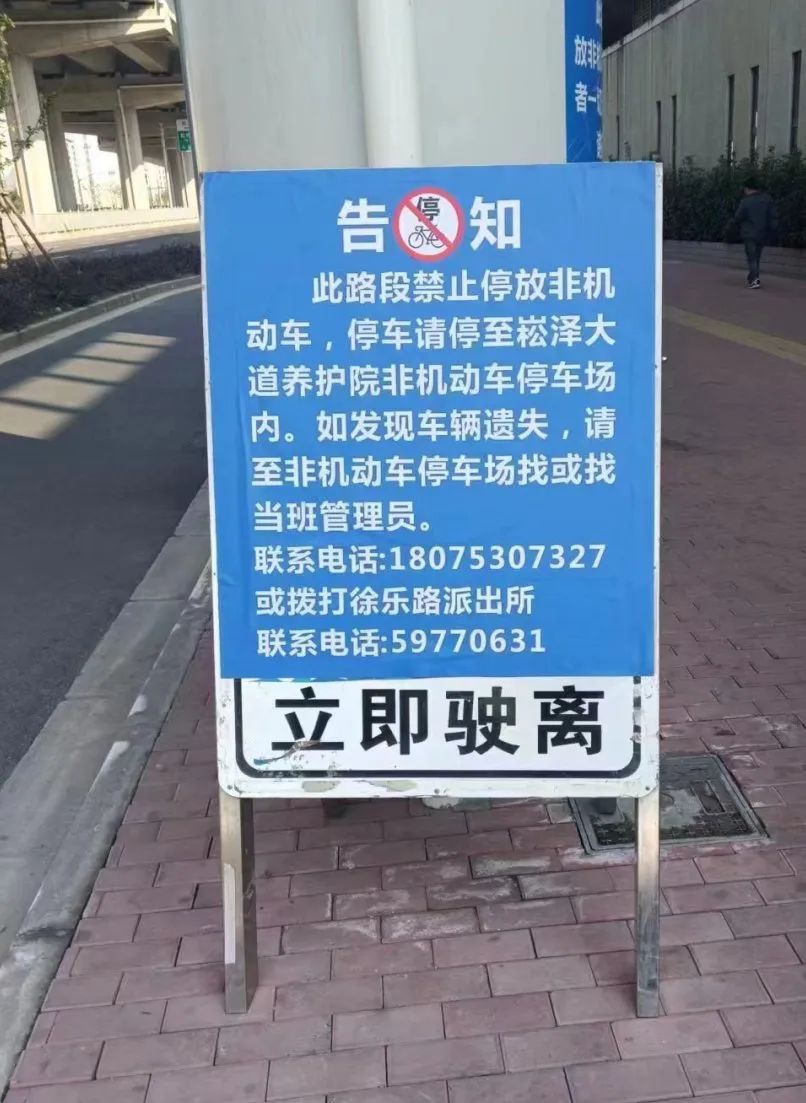 放非
者一
告停知
此路段禁止停放非机
动车，停车请停至崧泽大
道养护院非机动车停车场
内。如发现车辆遗失，请
至非机动车停车场找或找
当班管理员。
联系电话:18075307327
或拨打徐乐路派出所
联系电话:59770631
立即驶离